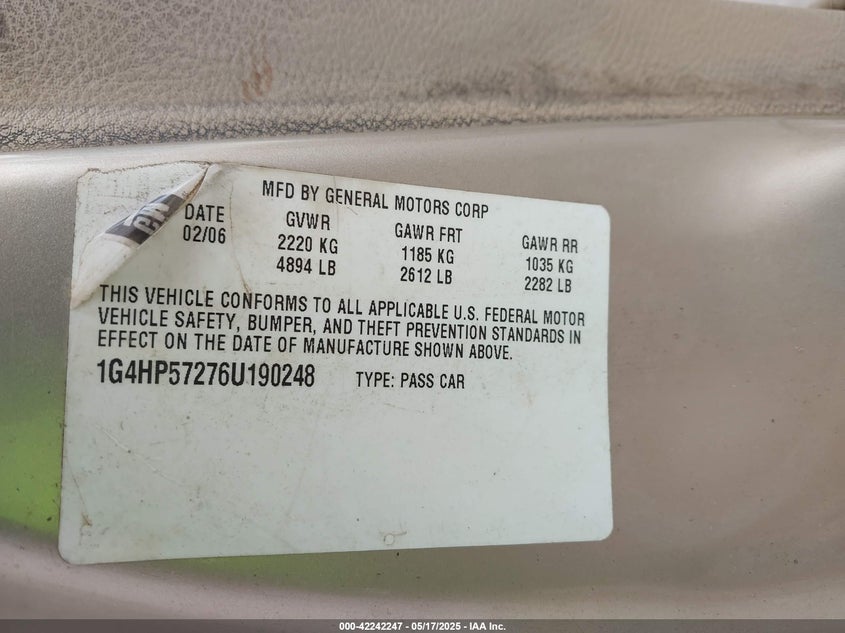 MFD BY GENERAL MOTORS CORP
DATE GVWR GAWR FRT GAWR RR
02/06 2220 KG 1185 KG 1035 KG
4894 LB 2612 LB 2282 LB
THIS VEHICLE CONFORMS TO ALL APPLICABLE U.S. FEDERAL MOTOR
VEHICLE SAFETY, BUMPER, AND THEFT PREVENTION STANDARDS IN
EFFECT ON THE DATE OF MANUFACTURE SHOWN ABOVE.
1G4HP57276U190248 TYPE: PASS CAR
000-42242247 - 05/17/2025 - IAA Inc.